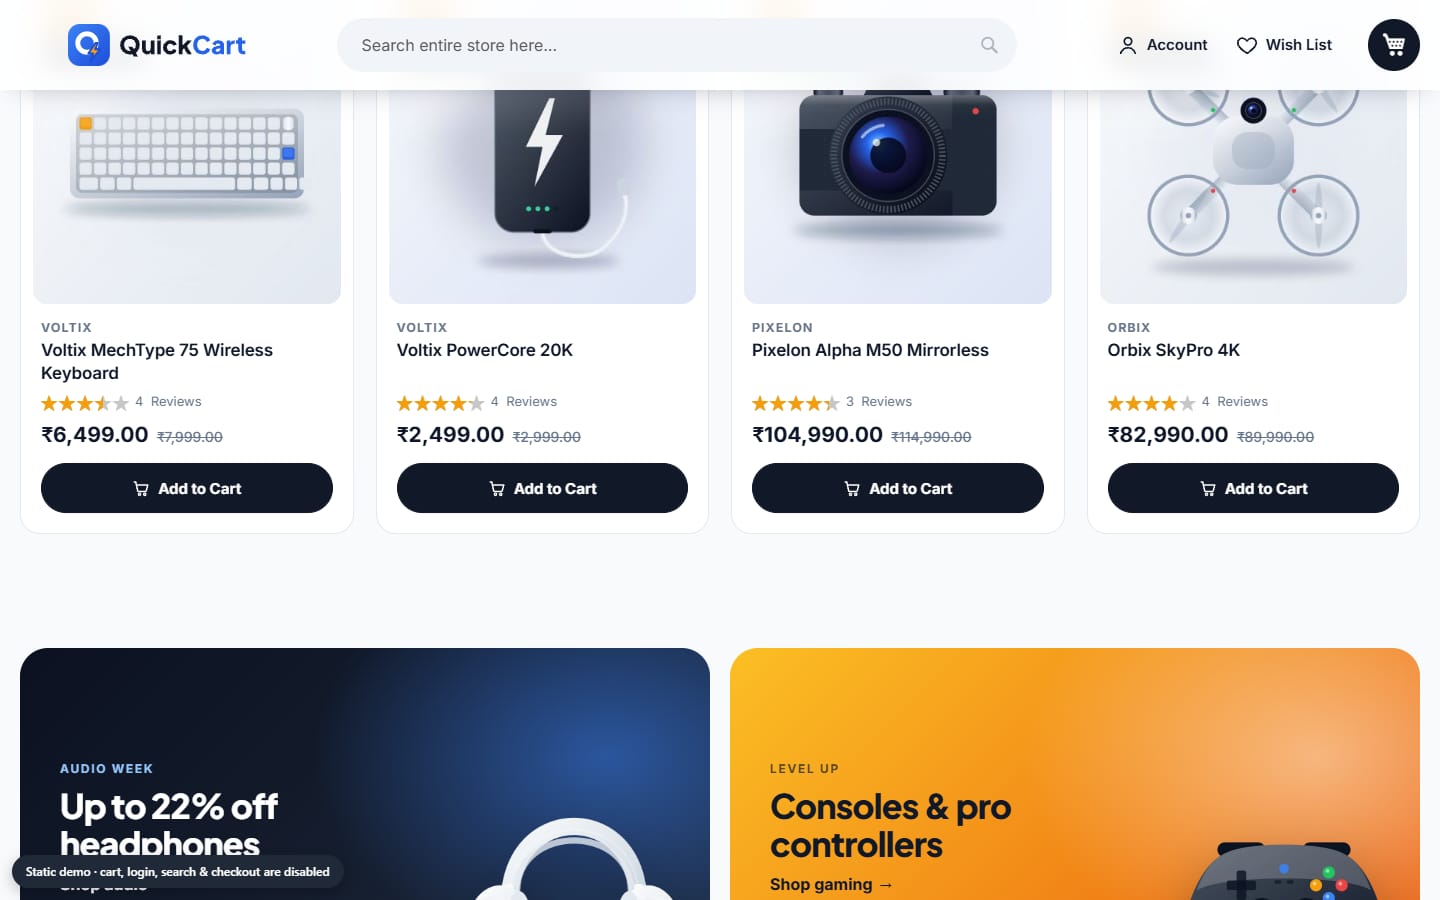 QuickCart
Search entire store here...
Account
Wish List
VOLTIX
Voltix MechType 75 Wireless
Keyboard
4 Reviews
₹6,499.00 ₹7,999.00
Add to Cart
VOLTIX
Voltix PowerCore 20K
4 Reviews
₹2,499.00 ₹2,999.00
Add to Cart
PIXELON
Pixelon Alpha M50 Mirrorless
3 Reviews
₹104,990.00 ₹114,990.00
Add to Cart
ORBIX
Orbix SkyPro 4K
4 Reviews
₹82,990.00 ₹89,990.00
Add to Cart
AUDIO WEEK
Up to 22% off
headphones
Shop audio
LEVEL UP
Consoles & pro
controllers
Shop gaming →
Static demo · cart, login, search & checkout are disabled